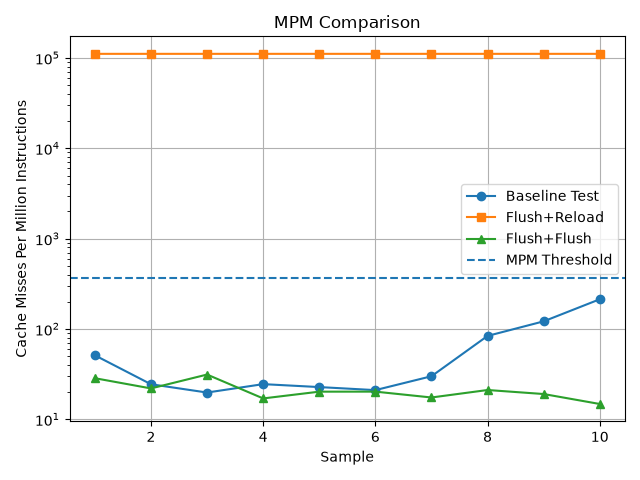 MPM Comparison
Cache Misses Per Million Instructions
10^5
10^4
10^3
10^2
10^1
Baseline Test
Flush+Reload
Flush+Flush
MPM Threshold
2 4 6 8 10
Sample